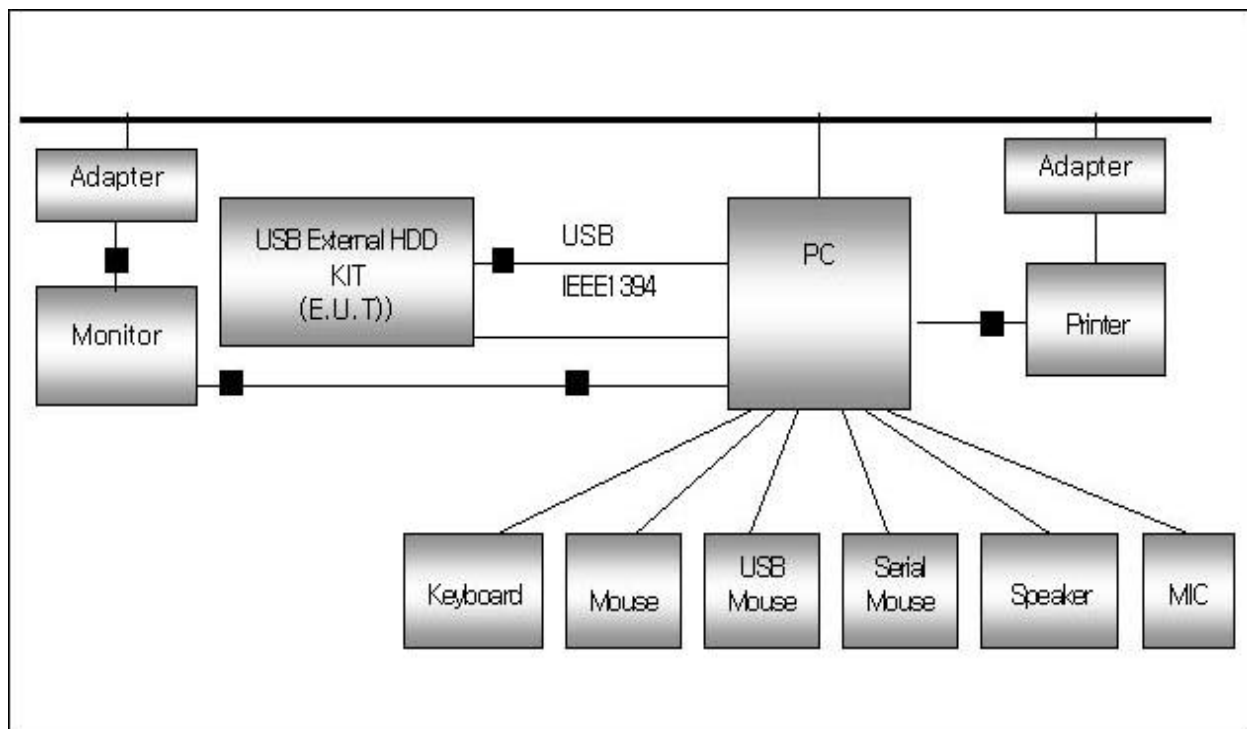 Adapter
Adapter
USB External HDD
KIT
(E.U.T))
USB
IEEE1394
PC
Monitor
Printer
Keyboard
Mouse
USB
Mouse
Serial
Mouse
Speaker
MIC